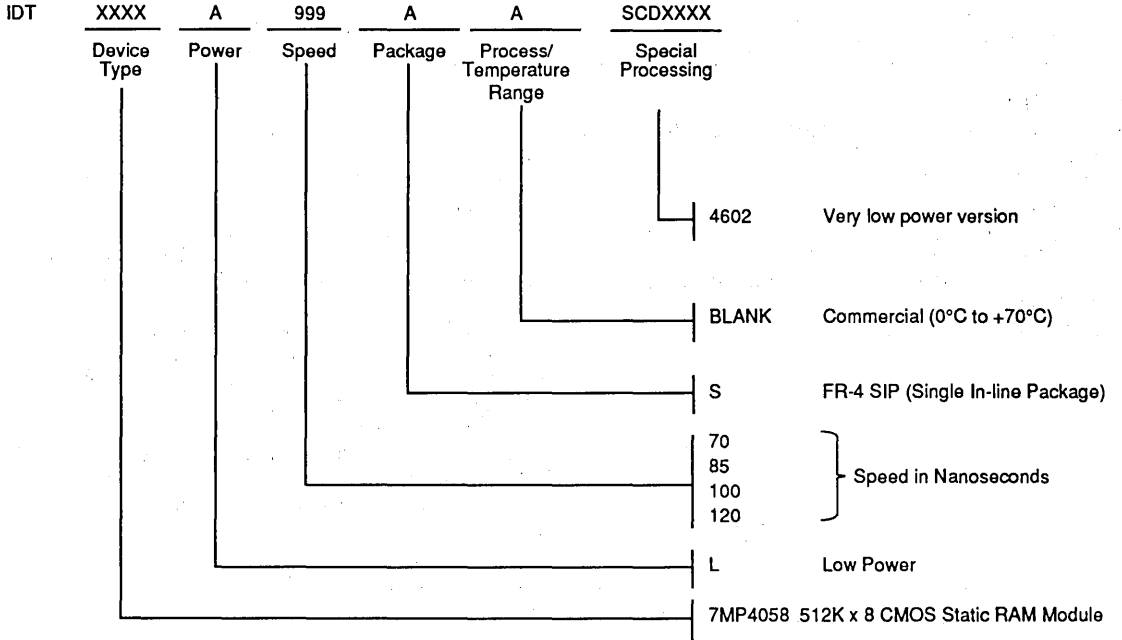 IDT XXXX A 999 A A SCDXXXX
Device Type Power Speed Package Process/ Temperature Range Special Processing
4602 Very low power version
BLANK Commercial (0°C to +70°C)
S FR-4 SIP (Single In-line Package)
70
85
100
120
Speed in Nanoseconds
L Low Power
7MP4058 512K x 8 CMOS Static RAM Module